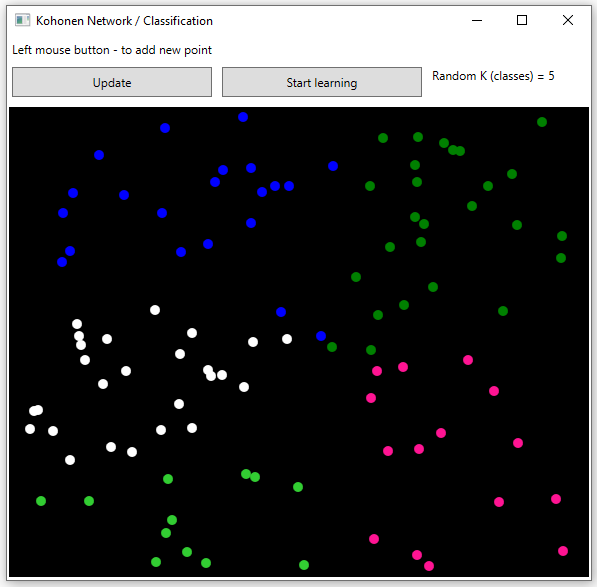 Kohonen Network / Classification
Left mouse button - to add new point
Update
Start learning
Random K (classes) = 5